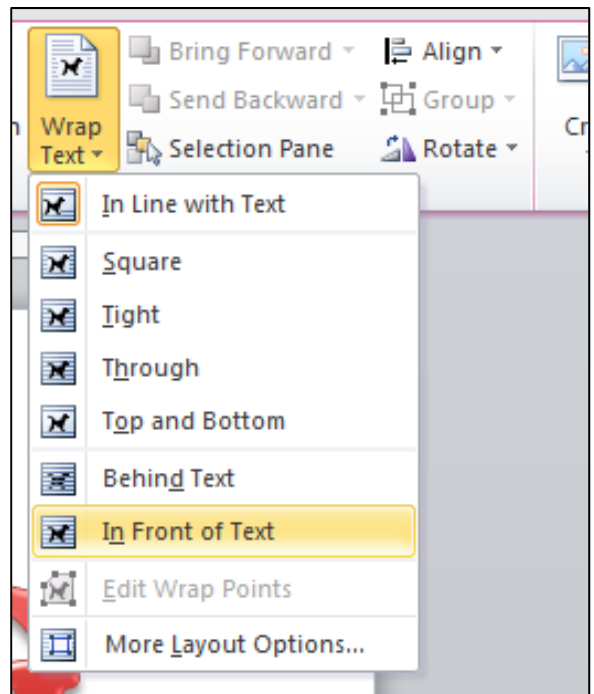 Bring Forward
Align
Send Backward
Group
Wrap
Text
Selection Pane
Rotate
Cr
In Line with Text
Square
Tight
Through
Top and Bottom
Behind Text
In Front of Text
Edit Wrap Points
More Layout Options...